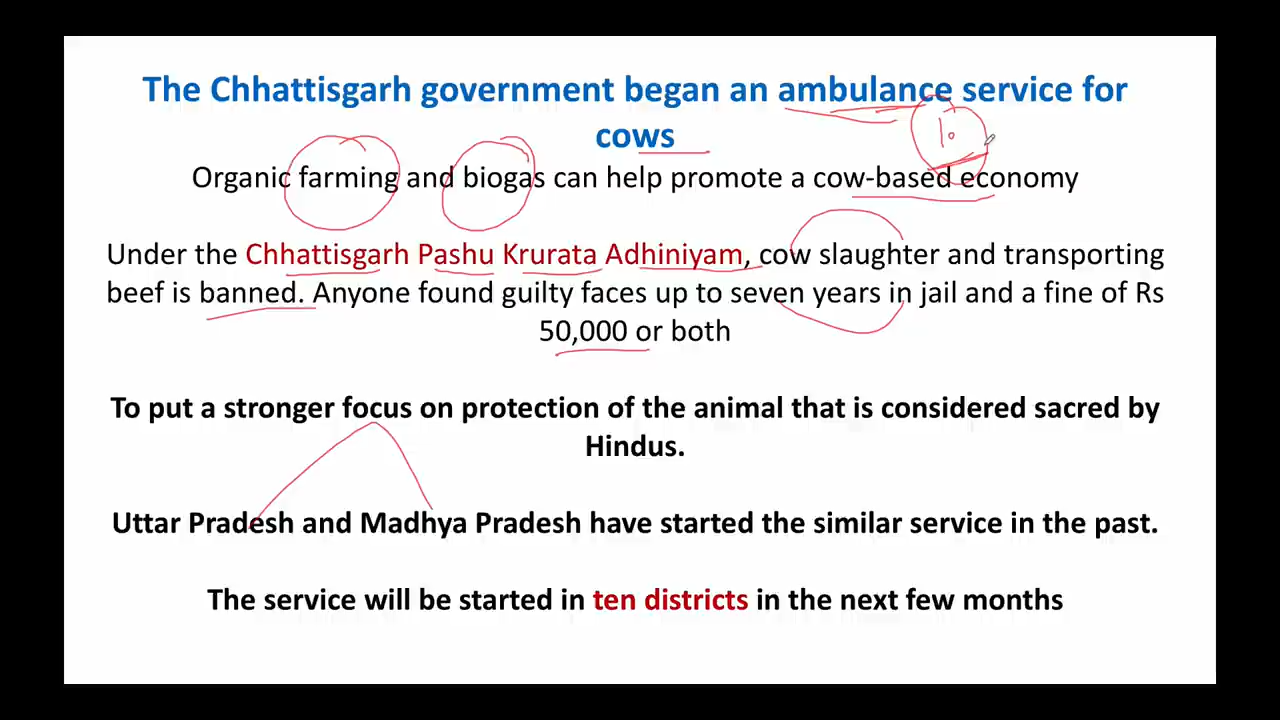 The Chhattisgarh government began an ambulance service for
cows
10
Organic farming and biogas can help promote a cow-based economy
Under the Chhattisgarh Pashu Krurata Adhiniyam, cow slaughter and transporting
beef is banned. Anyone found guilty faces up to seven years in jail and a fine of Rs
50,000 or both
To put a stronger focus on protection of the animal that is considered sacred by
Hindus.
Uttar Pradesh and Madhya Pradesh have started the similar service in the past.
The service will be started in ten districts in the next few months